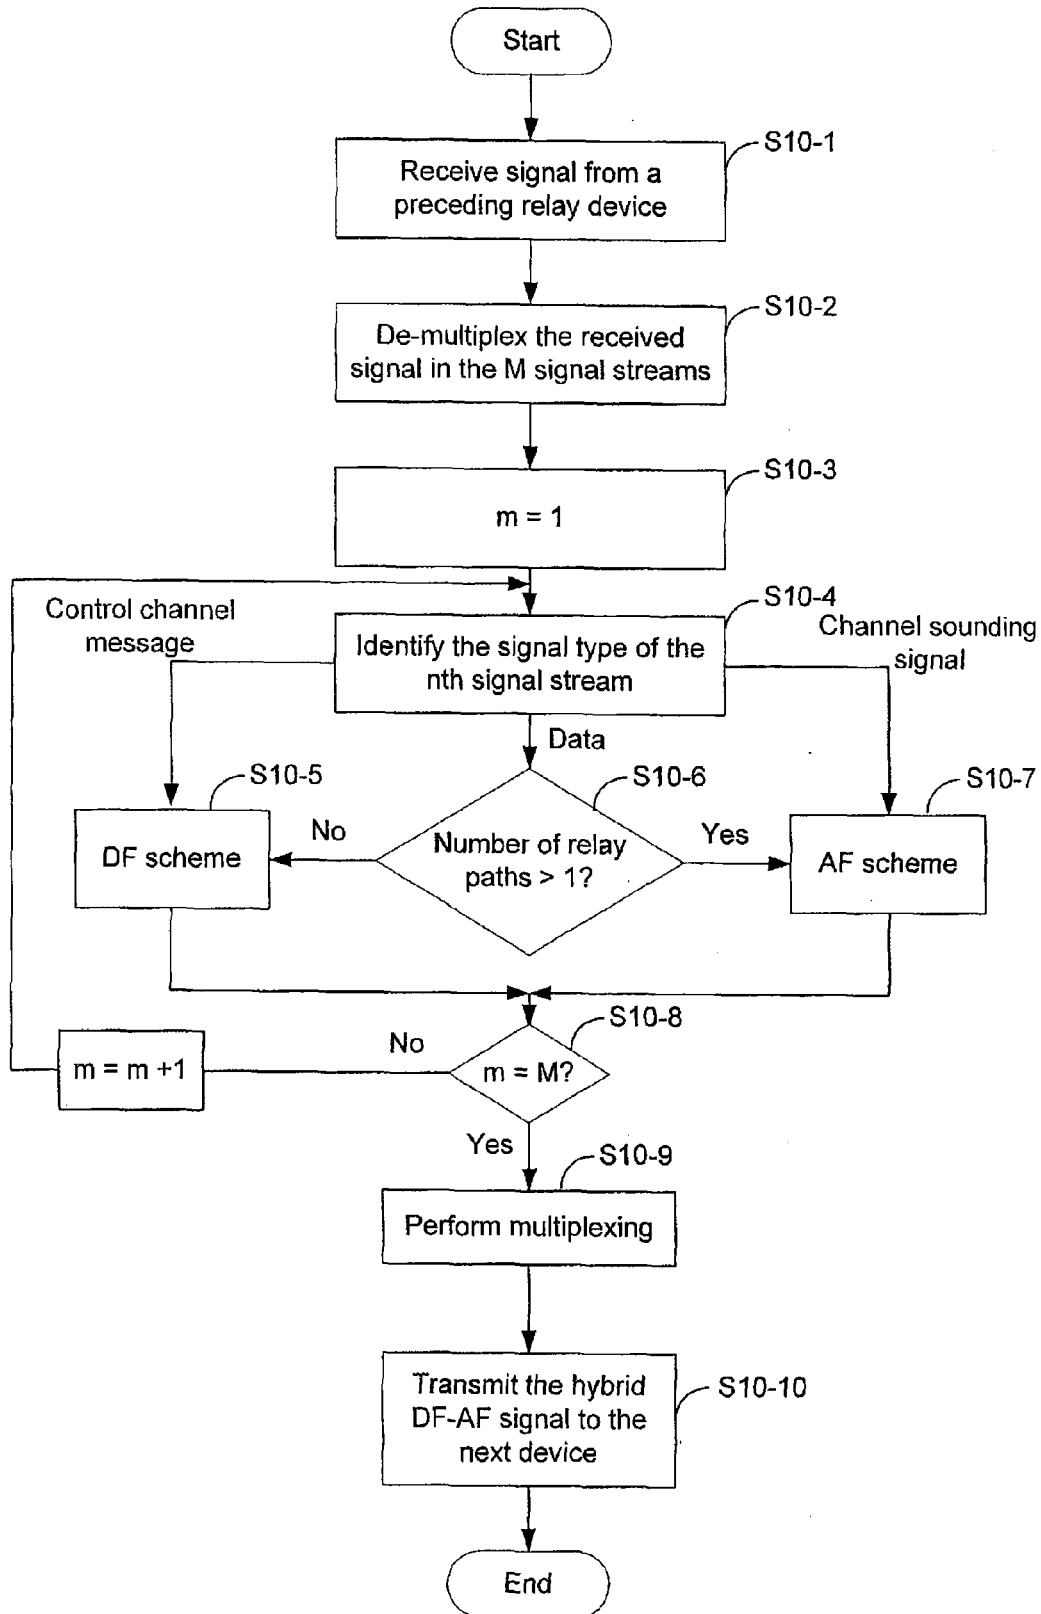 Start
S10-1
Receive signal from a
preceding relay device
S10-2
De-multiplex the received
signal in the M signal streams
S10-3
m = 1
S10-4
Control channel
message
Identify the signal type of the
nth signal stream
Channel sounding
signal
Data
S10-5
S10-6
S10-7
DF scheme
No
Number of relay
paths > 1?
Yes
AF scheme
S10-8
m = m +1
No
m = M?
Yes
S10-9
Perform multiplexing
S10-10
Transmit the hybrid
DF-AF signal to the
next device
End